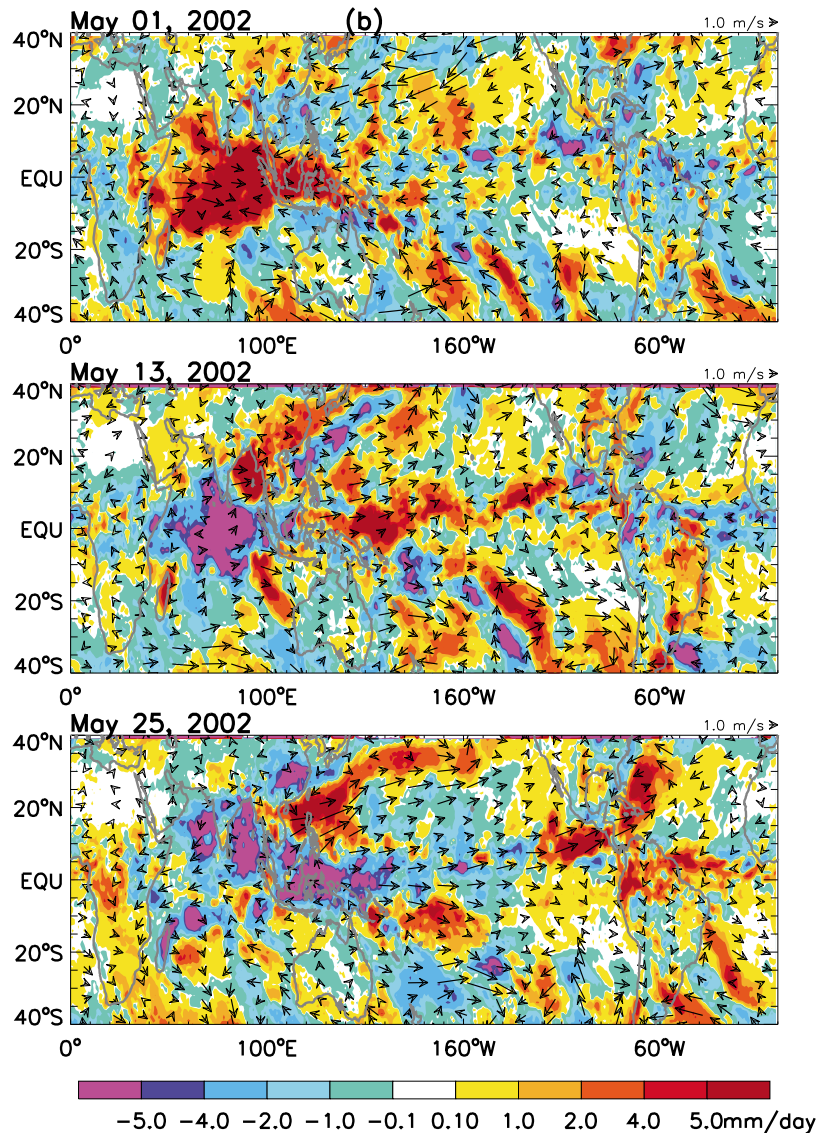 May 01, 2002 (b) 1.0 m/s
40°N
20°N
EQU
20°S
40°S
0° 100°E 160°W 60°W
May 13, 2002 1.0 m/s
40°N
20°N
EQU
20°S
40°S
0° 100°E 160°W 60°W
May 25, 2002 1.0 m/s
40°N
20°N
EQU
20°S
40°S
0° 100°E 160°W 60°W
-5.0 -4.0 -2.0 -1.0 -0.1 0.10 1.0 2.0 4.0 5.0mm/day